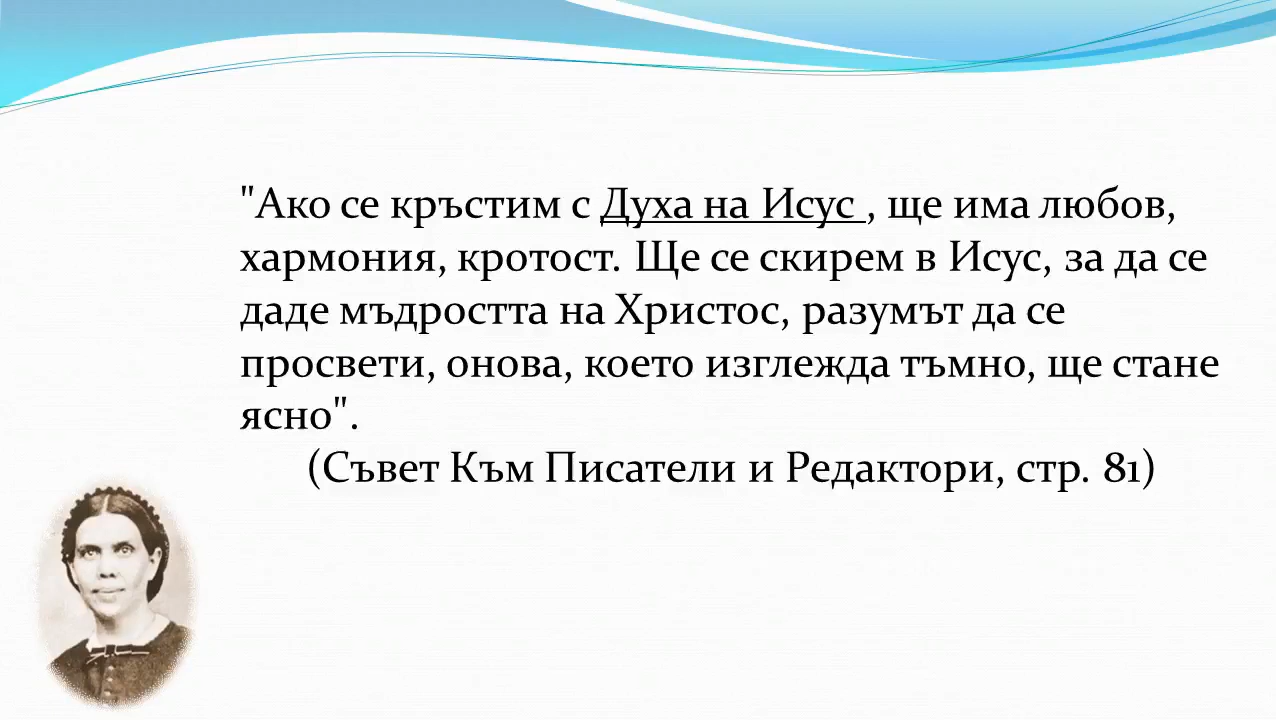 "Ако се кръстим с Духа на Исус , ще има любов,
хармония, кротост. Ще се скирем в Исус, за да се
даде мъдростта на Христос, разумът да се
просвети, онова, което изглежда тъмно, ще стане
ясно".
(Съвет Към Писатели и Редактори, стр. 81)